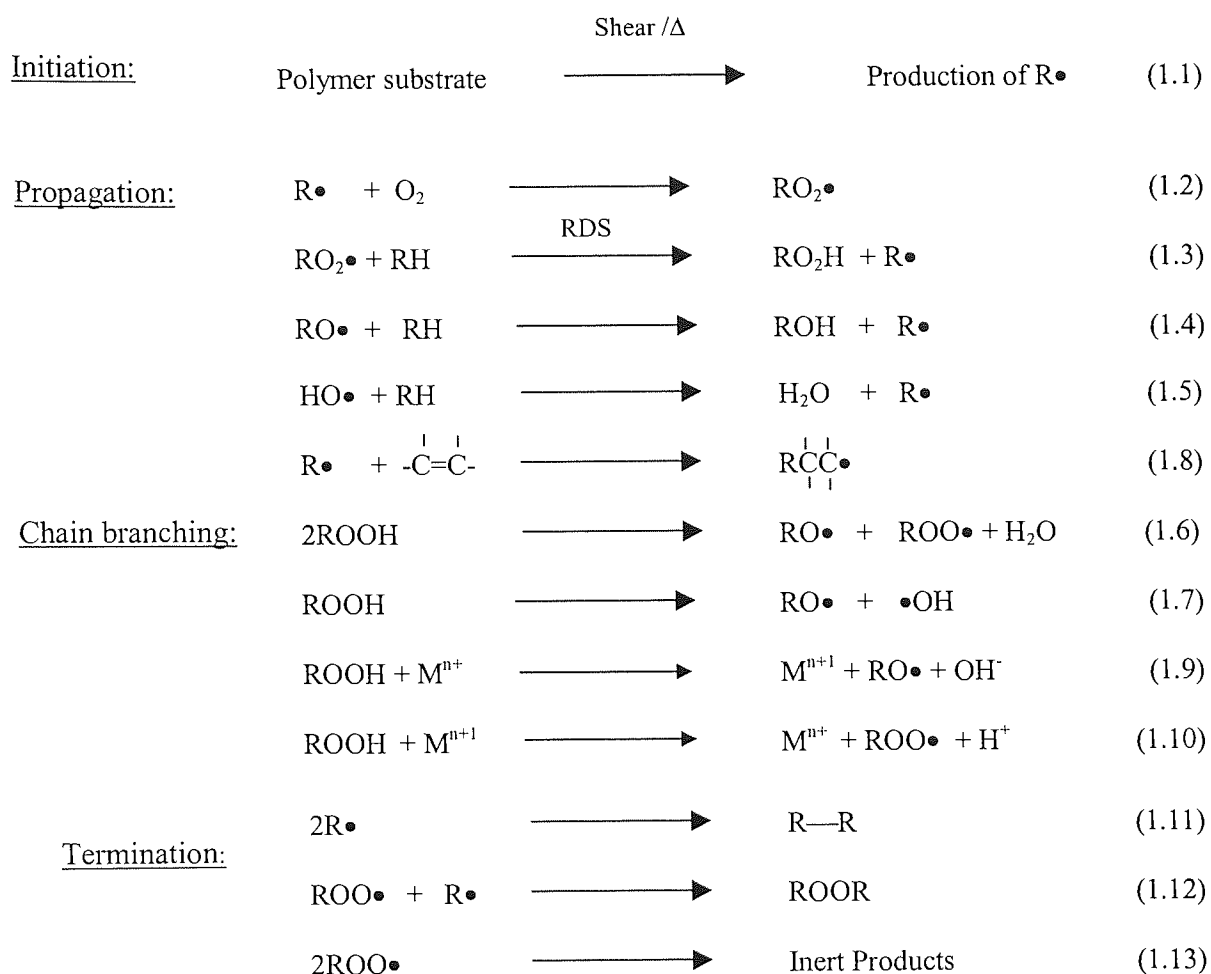 Shear /Δ
Initiation: Polymer substrate ⟶ Production of R• (1.1)
Propagation: R• + O₂ ⟶ RO₂• (1.2)
RDS
RO₂• + RH ⟶ RO₂H + R• (1.3)
RO• + RH ⟶ ROH + R• (1.4)
HO• + RH ⟶ H₂O + R• (1.5)
R• + -C=C- ⟶ RCC• (1.8)
Chain branching: 2ROOH ⟶ RO• + ROO• + H₂O (1.6)
ROOH ⟶ RO• + •OH (1.7)
ROOH + Mⁿ⁺ ⟶ Mⁿ⁺¹ + RO• + OH⁻ (1.9)
ROOH + Mⁿ⁺¹ ⟶ Mⁿ⁺ + ROO• + H⁺ (1.10)
2R• ⟶ R—R (1.11)
Termination:
ROO• + R• ⟶ ROOR (1.12)
2ROO• ⟶ Inert Products (1.13)